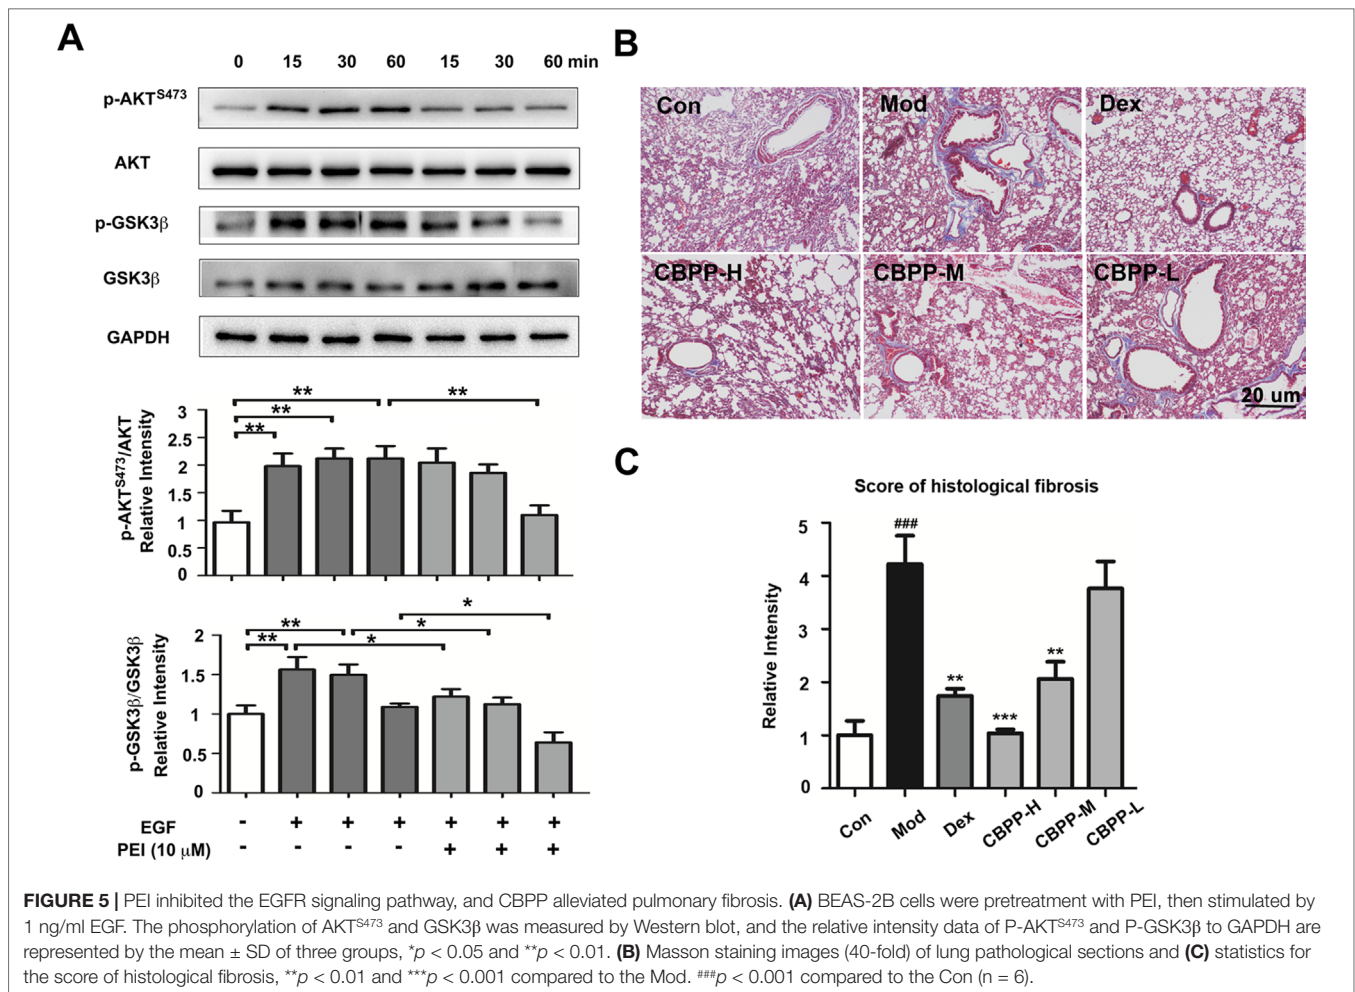 A
0 15 30 60 15 30 60 min
p-AKTS473
AKT
p-GSK3β
GSK3β
GAPDH
** ** ** **
p-AKTS473/AKT
Relative Intensity
3
2.5
2
1.5
1
0.5
0
** ** * * *
p-GSK3β/GSK3β
Relative Intensity
2
1.5
1
0.5
0
EGF - + + + + + +
PEI (10 μM) - - - - + + +
B
Con Mod Dex
CBPP-H CBPP-M CBPP-L
20 um
C
Score of histological fibrosis
Relative Intensity
5
4
3
2
1
0
### ** *** **
Con Mod Dex CBPP-H CBPP-M CBPP-L
FIGURE 5 | PEI inhibited the EGFR signaling pathway, and CBPP alleviated pulmonary fibrosis. (A) BEAS-2B cells were pretreatment with PEI, then stimulated by
1 ng/ml EGF. The phosphorylation of AKTS473 and GSK3β was measured by Western blot, and the relative intensity data of P-AKTS473 and P-GSK3β to GAPDH are
represented by the mean ± SD of three groups, *p < 0.05 and **p < 0.01. (B) Masson staining images (40-fold) of lung pathological sections and (C) statistics for
the score of histological fibrosis, **p < 0.01 and ***p < 0.001 compared to the Mod. ###p < 0.001 compared to the Con (n = 6).